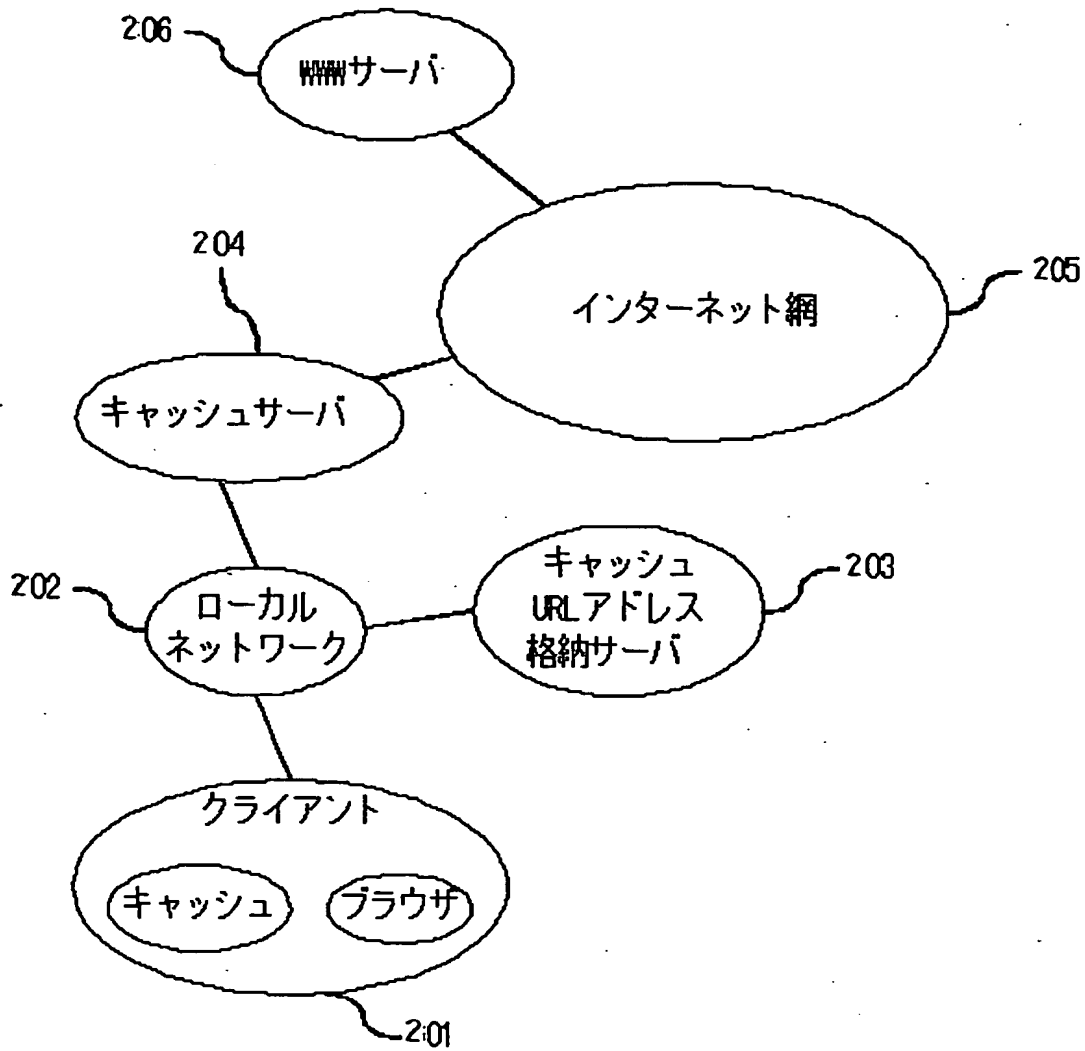 206
WWWサーバ
204
インターネット網
205
キャッシュサーバ
202
ローカル
ネットワーク
キャッシュ
URLアドレス
格納サーバ
203
クライアント
キャッシュ
ブラウザ
201